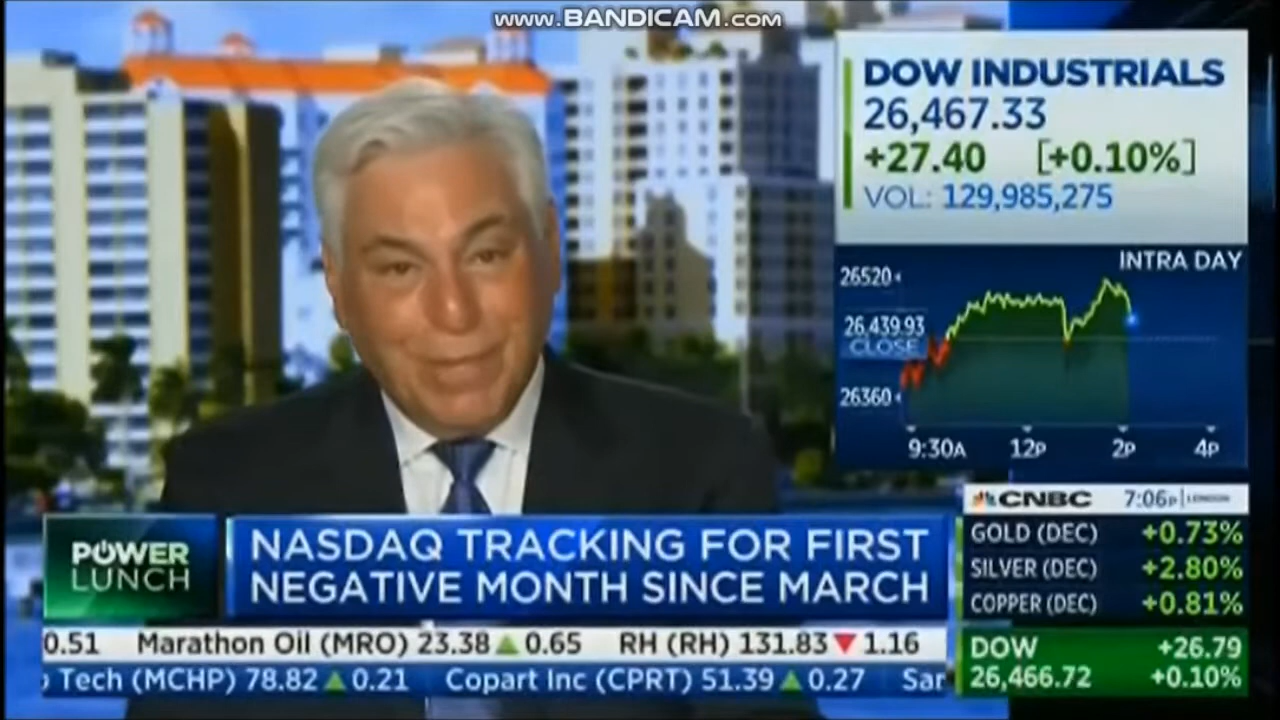 www.BANDICAM.com
DOW INDUSTRIALS
26,467.33
+27.40 [+0.10%]
VOL: 129,985,275
INTRA DAY
26520
26,439.93
CLOSE
26360
9:30A 12P 2P 4P
CNBC 7:06P LONDON
GOLD (DEC) +0.73%
SILVER (DEC) +2.80%
COPPER (DEC) +0.81%
DOW +26.79
26,466.72 +0.10%
POWER
LUNCH
NASDAQ TRACKING FOR FIRST
NEGATIVE MONTH SINCE MARCH
0.51 Marathon Oil (MRO) 23.38 ▲ 0.65 RH (RH) 131.83 ▼ 1.16
Tech (MCHP) 78.82 ▲ 0.21 Copart Inc (CPRT) 51.39 ▲ 0.27 Sar